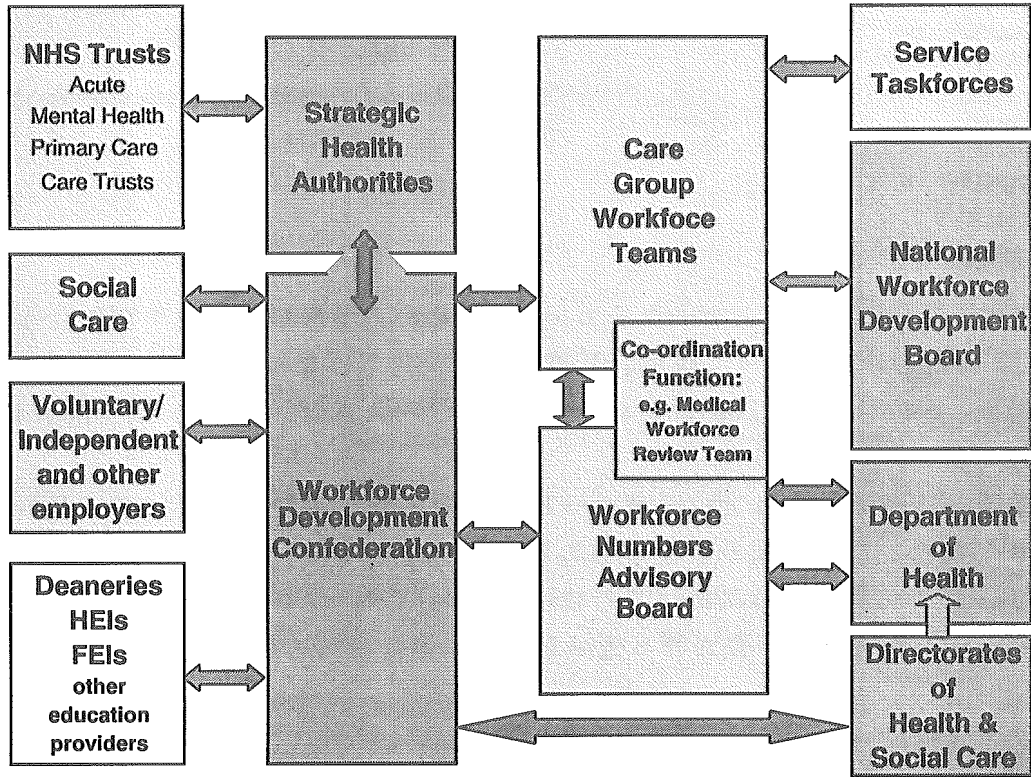 NHS Trusts
Acute
Mental Health
Primary Care
Care Trusts
Social
Care
Voluntary/
Independent
and other
employers
Deaneries
HEIs
FEIs
other
education
providers
Strategic
Health
Authorities
Workforce
Development
Confederation
Care
Group
Workfoce
Teams
Co-ordination
Function:
e.g. Medical
Workforce
Review Team
Workforce
Numbers
Advisory
Board
Service
Taskforces
National
Workforce
Development
Board
Department
of
Health
Directorates
of
Health &
Social Care